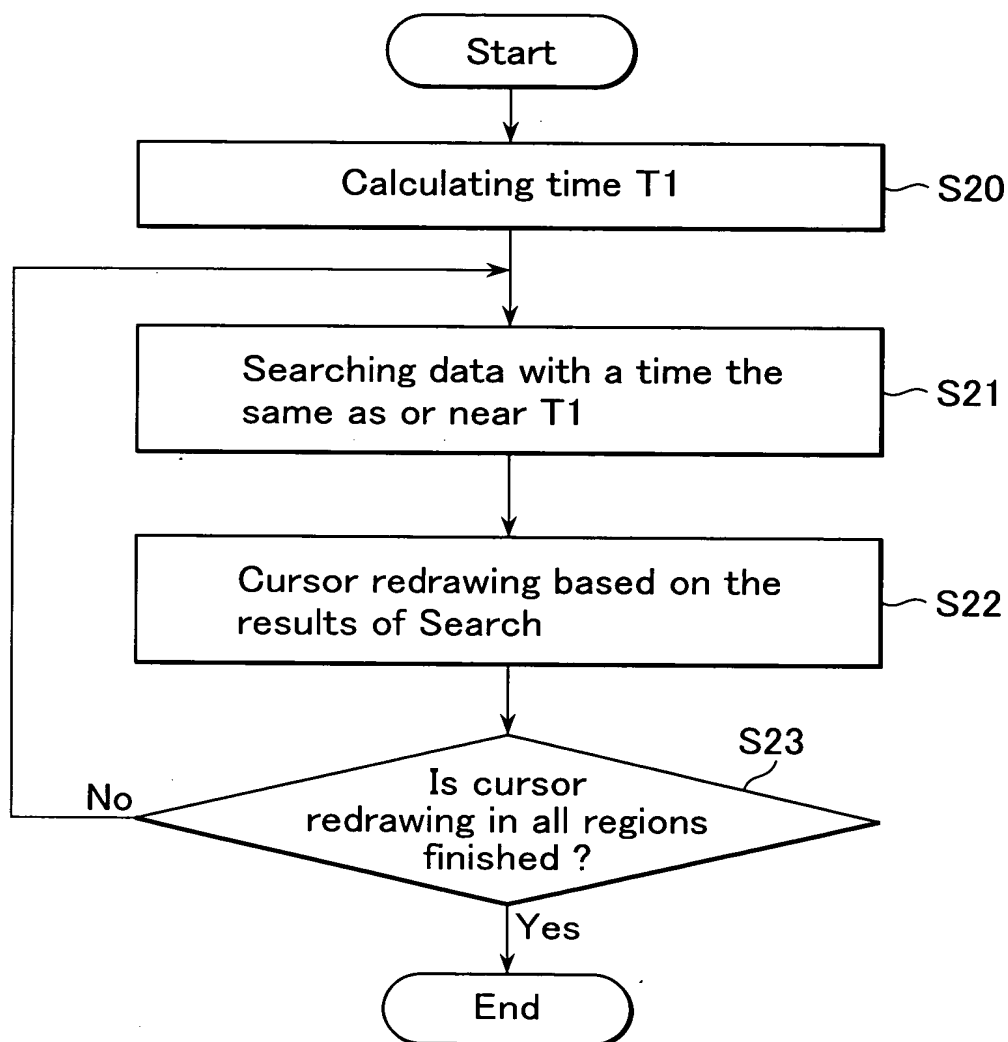 Start
Calculating time T1
S20
Searching data with a time the
same as or near T1
S21
Cursor redrawing based on the
results of Search
S22
S23
Is cursor
redrawing in all regions
finished ?
No
Yes
End